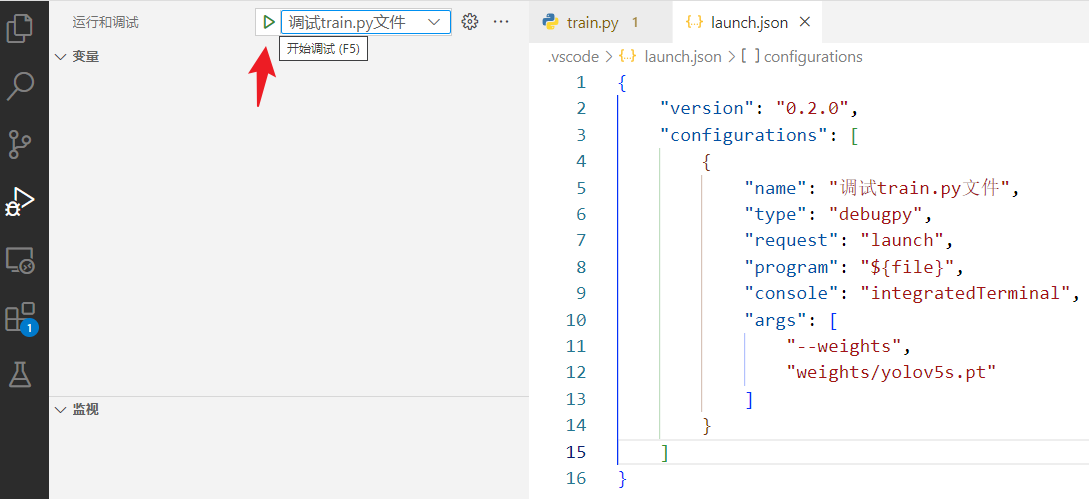 运行和调试
调试train.py文件
开始调试 (F5)
变量
监视
1
train.py 1
launch.json
.vscode > launch.json > [ ] configurations
1 {
2 "version": "0.2.0",
3 "configurations": [
4 {
5 "name": "调试train.py文件",
6 "type": "debugpy",
7 "request": "launch",
8 "program": "${file}",
9 "console": "integratedTerminal",
10 "args": [
11 "--weights",
12 "weights/yolov5s.pt"
13 ]
14 }
15 ]
16 }